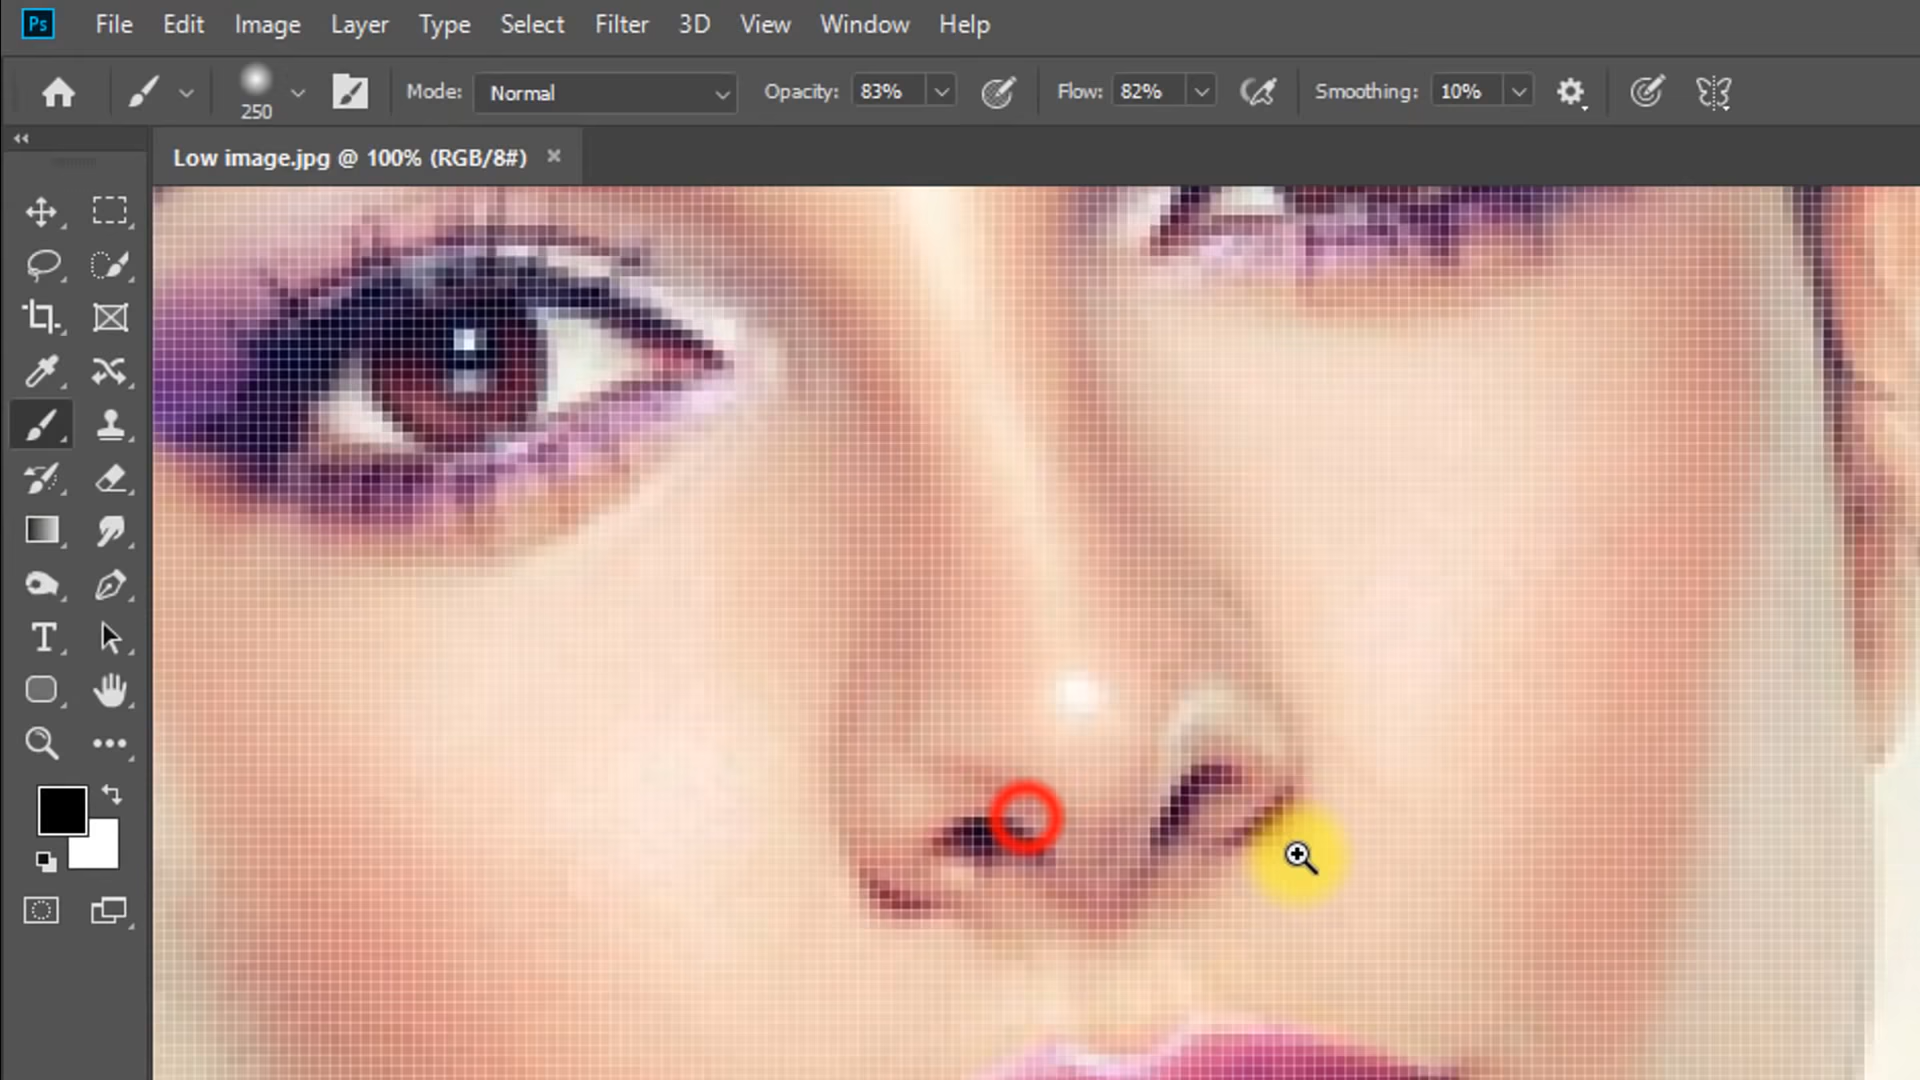 Ps File Edit Image Layer Type Select Filter 3D View Window Help
250 Mode: Normal Opacity: 83% Flow: 82% Smoothing: 10%
Low image.jpg @ 100% (RGB/8#) ×
T